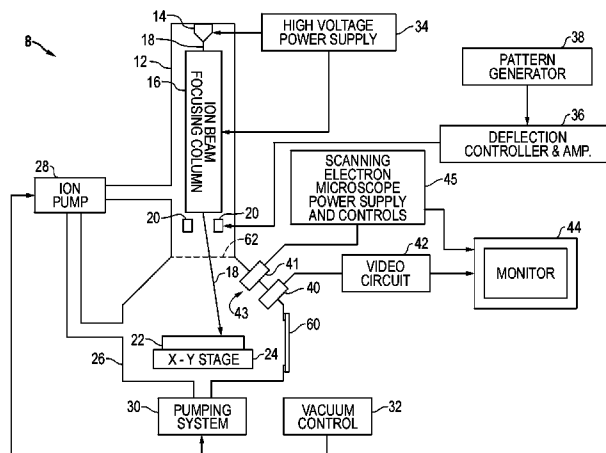 14
18
HIGH VOLTAGE
POWER SUPPLY
34
8
12
16
ION BEAM
FOCUSING COLUMN
38
PATTERN
GENERATOR
36
DEFLECTION
CONTROLLER & AMP.
28
ION
PUMP
SCANNING
ELECTRON
MICROSCOPE
POWER SUPPLY
AND CONTROLS
45
20
20
62
44
42
VIDEO
CIRCUIT
MONITOR
41
40
18
43
60
22
24
X - Y STAGE
26
30
PUMPING
SYSTEM
VACUUM
CONTROL
32